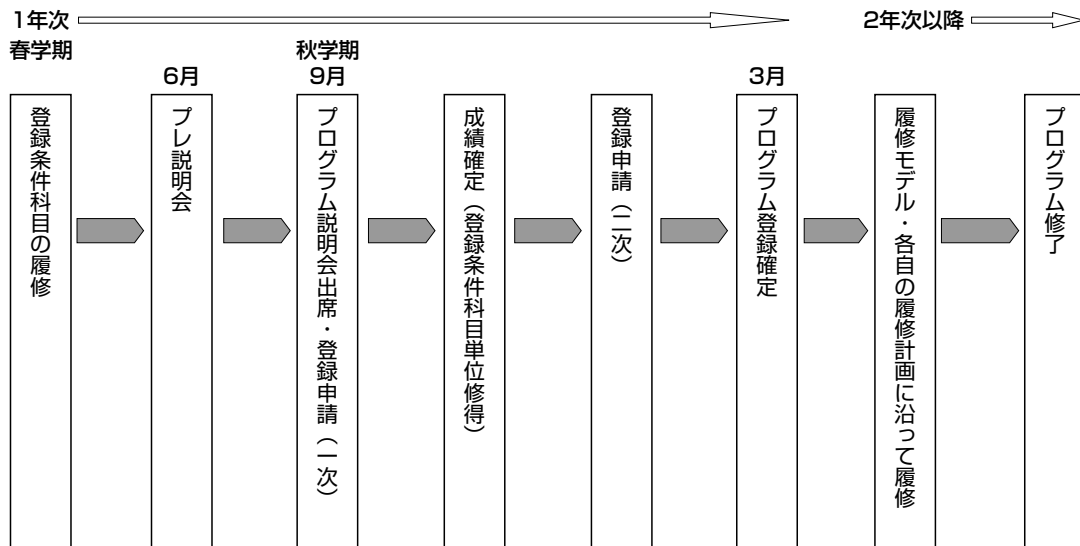 1年次
2年次以降
春学期
秋学期
6月
9月
3月
登録条件科目の履修
プレ説明会
プログラム説明会出席・登録申請（一次）
成績確定（登録条件科目単位修得）
登録申請（二次）
プログラム登録確定
履修モデル・各自の履修計画に沿って履修
プログラム修了